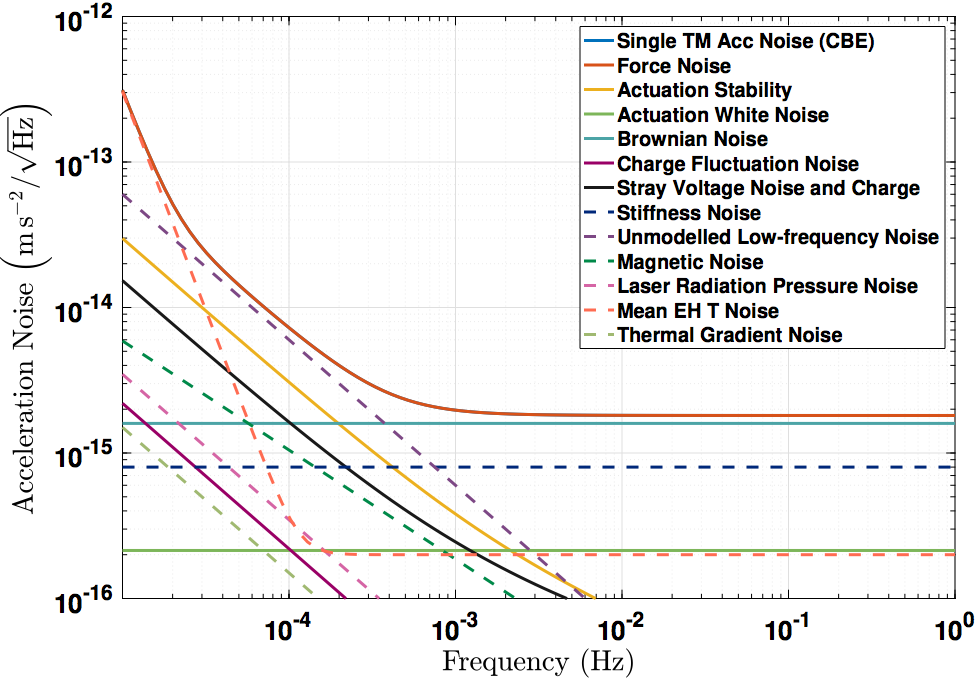 10^-12
10^-13
10^-14
10^-15
10^-16
Acceleration Noise (m s^-2/√Hz)
Single TM Acc Noise (CBE)
Force Noise
Actuation Stability
Actuation White Noise
Brownian Noise
Charge Fluctuation Noise
Stray Voltage Noise and Charge
Stiffness Noise
Unmodelled Low-frequency Noise
Magnetic Noise
Laser Radiation Pressure Noise
Mean EH T Noise
Thermal Gradient Noise
10^-4 10^-3 10^-2 10^-1 10^0
Frequency (Hz)